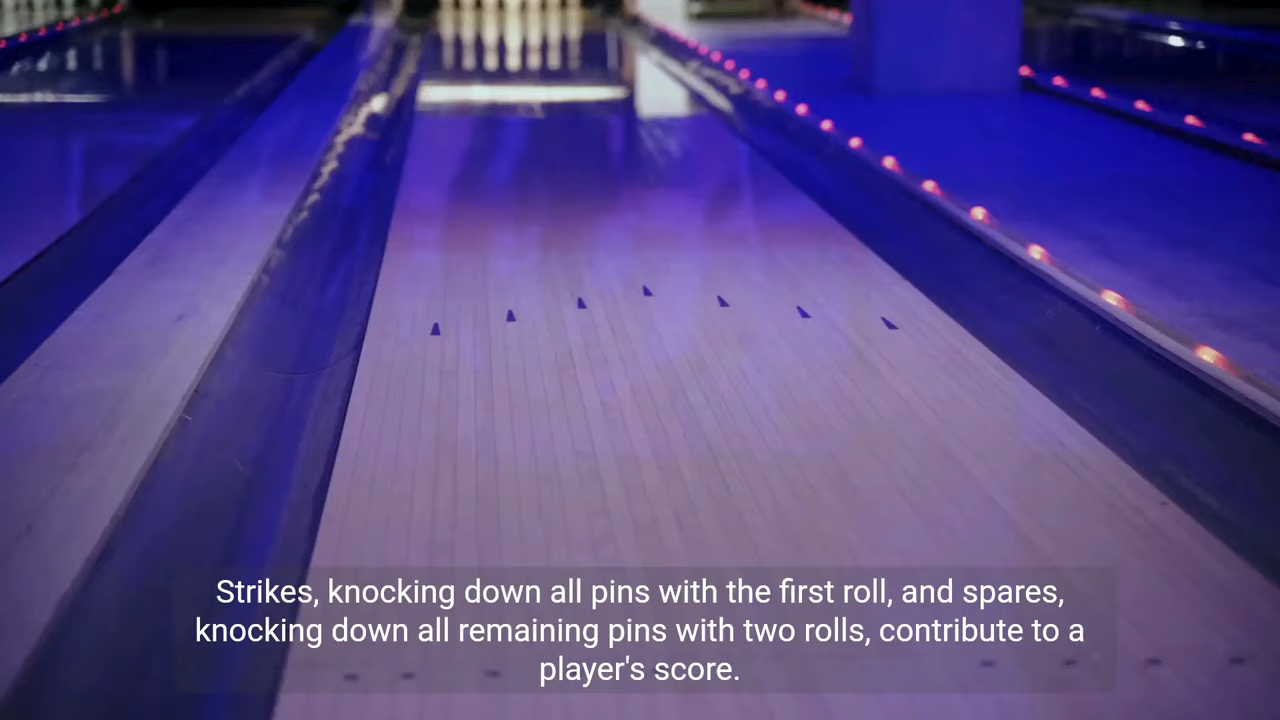 Strikes, knocking down all pins with the first roll, and spares,
knocking down all remaining pins with two rolls, contribute to a
player's score.